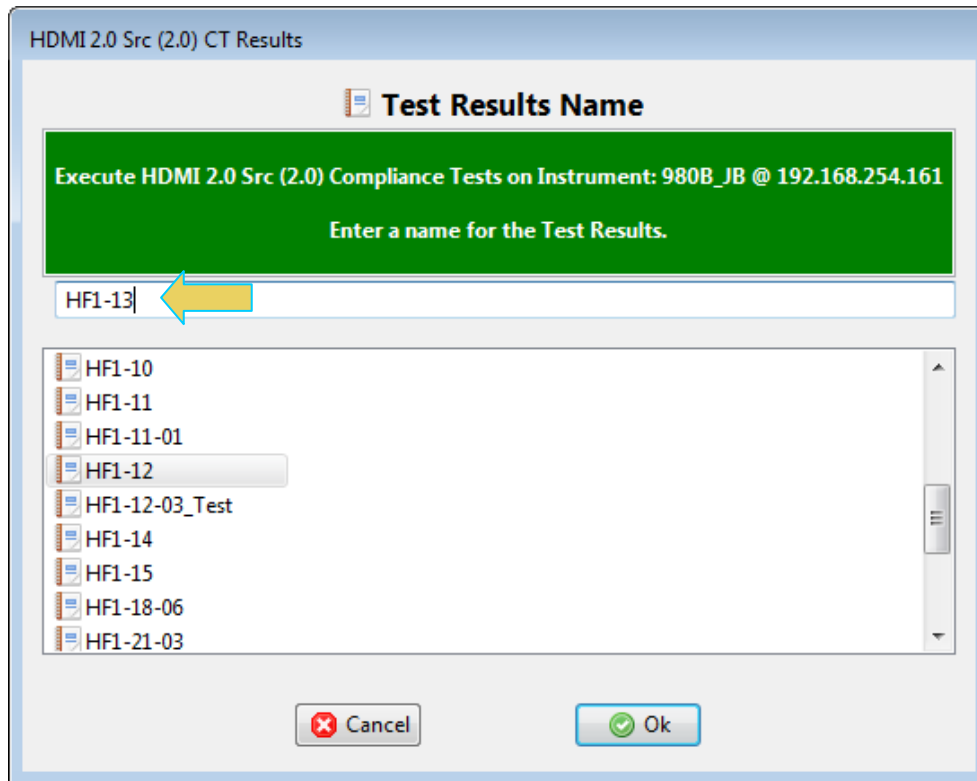 HDMI 2.0 Src (2.0) CT Results
Test Results Name
Execute HDMI 2.0 Src (2.0) Compliance Tests on Instrument: 980B_JB @ 192.168.254.161
Enter a name for the Test Results.
HF1-13
HF1-10
HF1-11
HF1-11-01
HF1-12
HF1-12-03_Test
HF1-14
HF1-15
HF1-18-06
HF1-21-03
Cancel
Ok